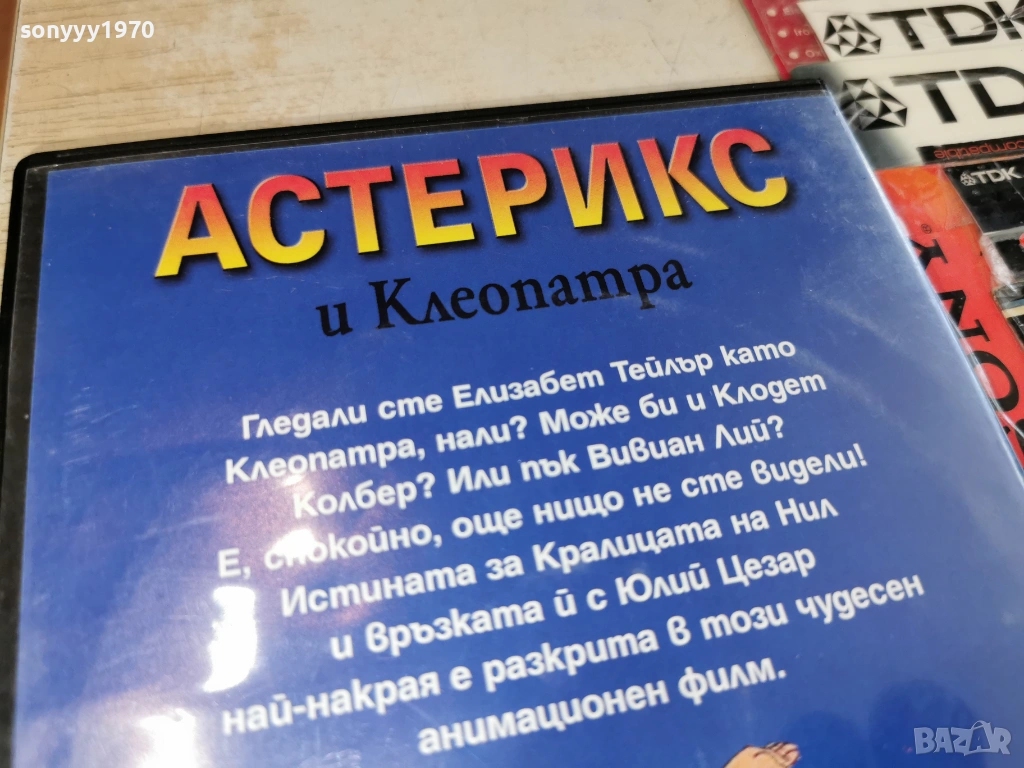 sonyyy1970
TDK
TDK
compatible
TDK
АСТЕРИКС
и Клеопатра
Гледали сте Елизабет Тейлър като
Клеопатра, нали? Може би и Клодет
Колбер? Или пък Вивиан Лий?
Е, спокойно, още нищо не сте видели!
Истината за Кралицата на Нил
и връзката й с Юлий Цезар
най-накрая е разкрита в този чудесен
анимационен филм.
BAZAR